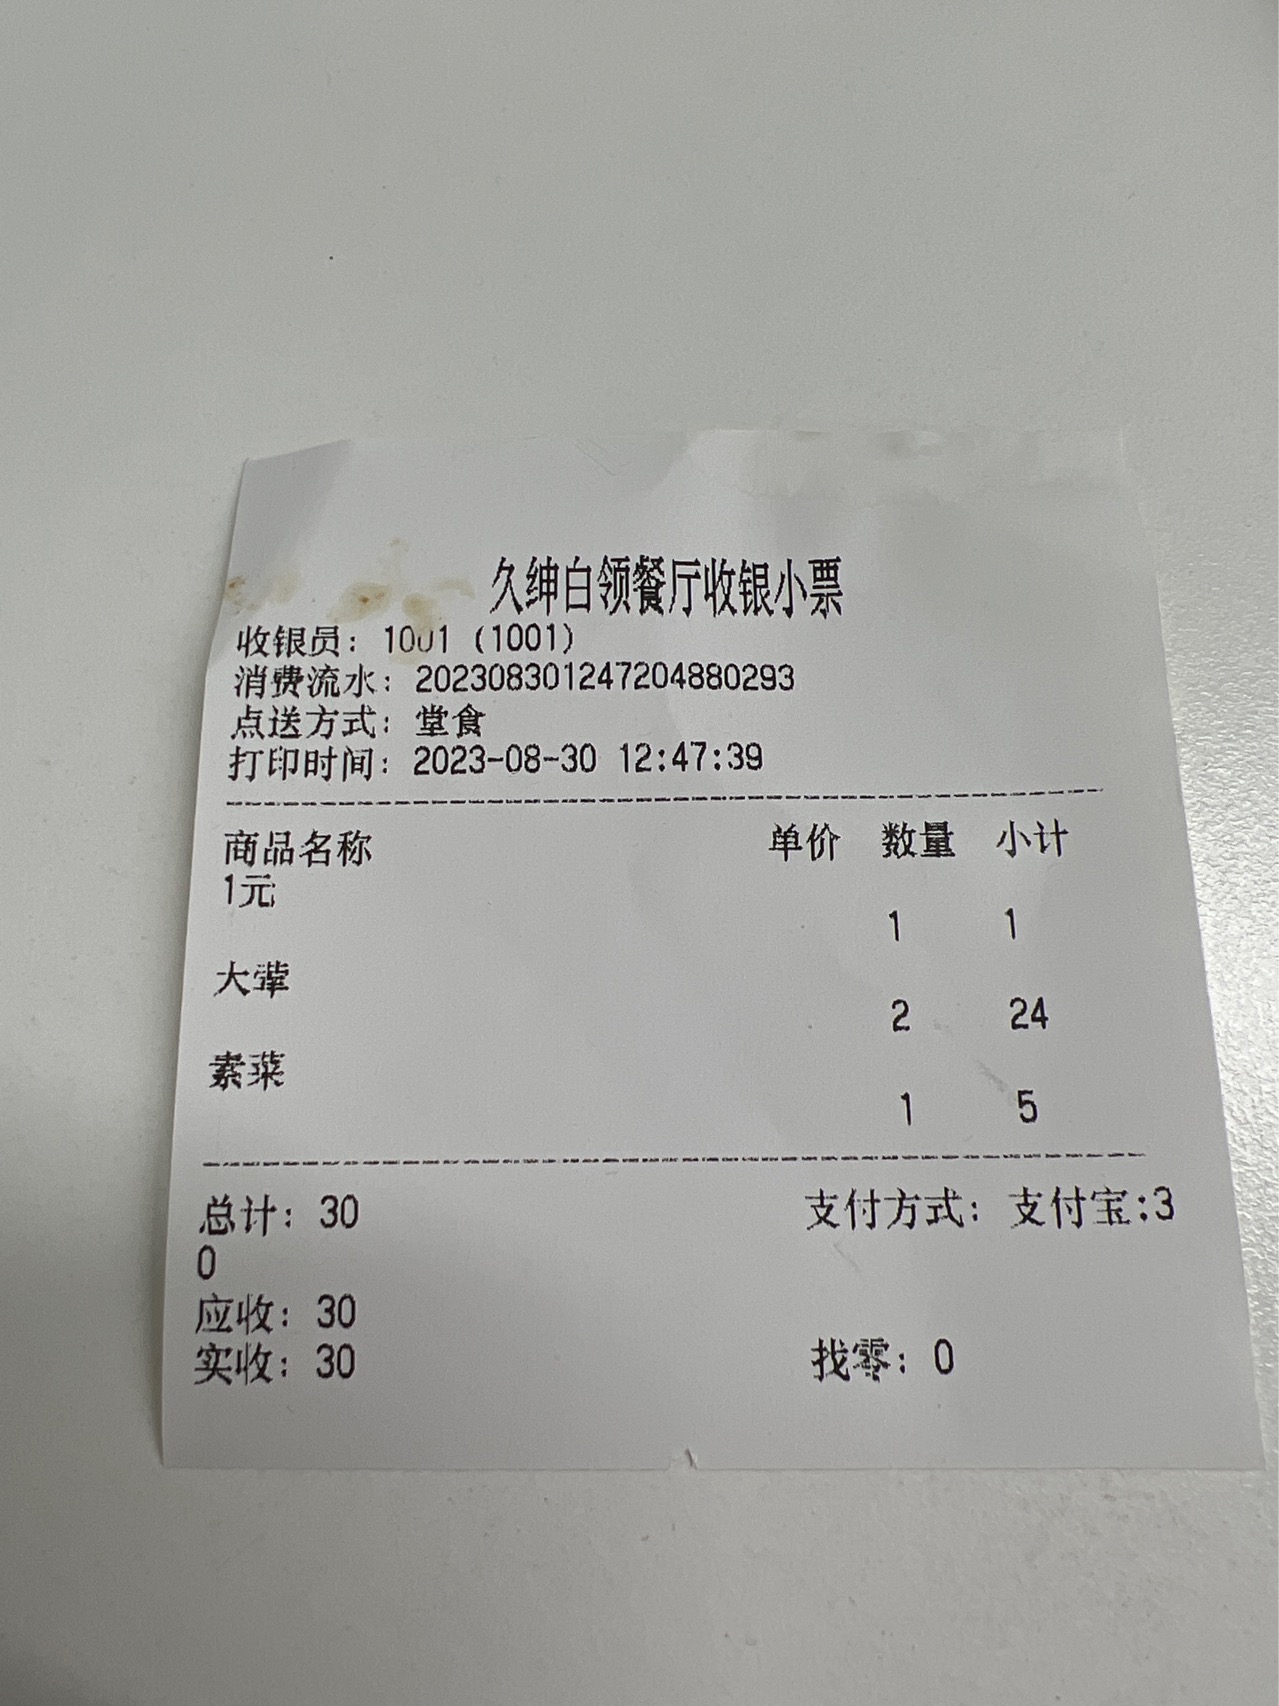 久绅白领餐厅收银小票
收银员：1001（1001）
消费流水：202308301247204880293
点送方式：堂食
打印时间：2023-08-30 12:47:39
商品名称 单价 数量 小计
1元
1 1
大荤
2 24
素菜
1 5
总计：30 支付方式：支付宝:3
0
应收：30
实收：30 找零：0